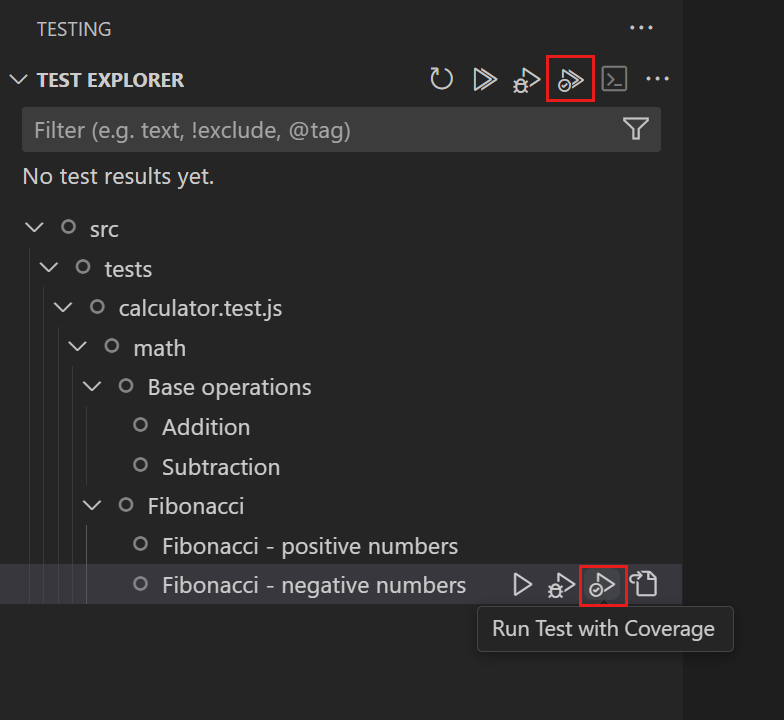 TESTING
TEST EXPLORER
Filter (e.g. text, !exclude, @tag)
No test results yet.
src
tests
calculator.test.js
math
Base operations
Addition
Subtraction
Fibonacci
Fibonacci - positive numbers
Fibonacci - negative numbers
Run Test with Coverage